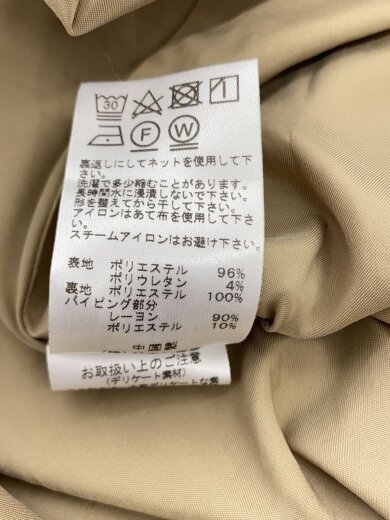 30
F W
裏返しにしてネットを使用して下
さい。
洗濯で多少縮むことがあります。
長時間水に浸漬しないで下さい。
形を整えてから干して下さい。
アイロンはあて布を使用して下さ
い。
スチームアイロンはお避け下さい。
表地 ポリエステル 96%
ポリウレタン 4%
裏地 ポリエステル 100%
パイピング部分
レーヨン 90%
ポリエステル 10%
中国製
お取扱い上のご注意
(デリケート素材)